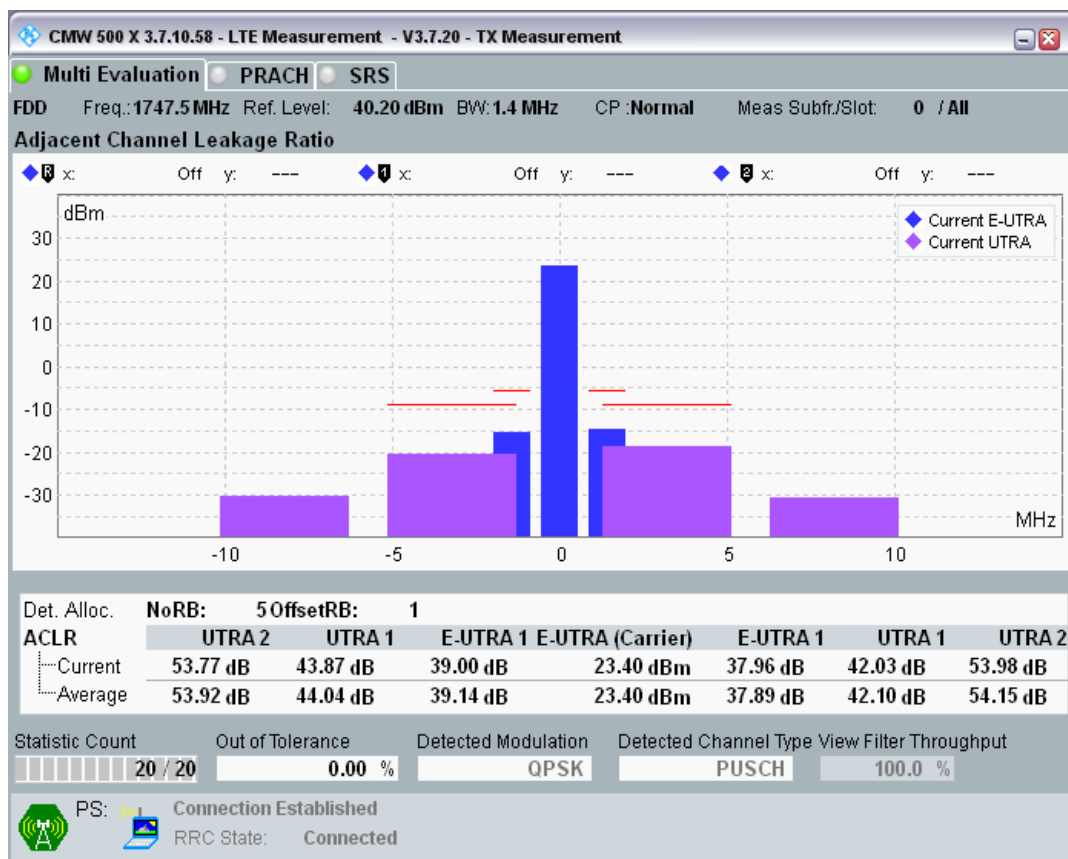 CMW 500 X 3.7.10.58 - LTE Measurement - V3.7.20 - TX Measurement
Multi Evaluation PRACH SRS
FDD Freq.: 1747.5 MHz Ref. Level: 40.20 dBm BW: 1.4 MHz CP :Normal Meas Subfr./Slot: 0 / All
Adjacent Channel Leakage Ratio
R x: Off y: --- 1 x: Off y: --- 2 x: Off y: ---
dBm
Current E-UTRA
Current UTRA
30
20
10
0
-10
-20
-30
MHz
-10 -5 0 5 10
Det. Alloc. NoRB: 5 OffsetRB: 1
ACLR UTRA 2 UTRA 1 E-UTRA 1 E-UTRA (Carrier) E-UTRA 1 UTRA 1 UTRA 2
Current 53.77 dB 43.87 dB 39.00 dB 23.40 dBm 37.96 dB 42.03 dB 53.98 dB
Average 53.92 dB 44.04 dB 39.14 dB 23.40 dBm 37.89 dB 42.10 dB 54.15 dB
Statistic Count Out of Tolerance Detected Modulation Detected Channel Type View Filter Throughput
20 / 20 0.00 % QPSK PUSCH 100.0 %
PS: Connection Established
RRC State: Connected